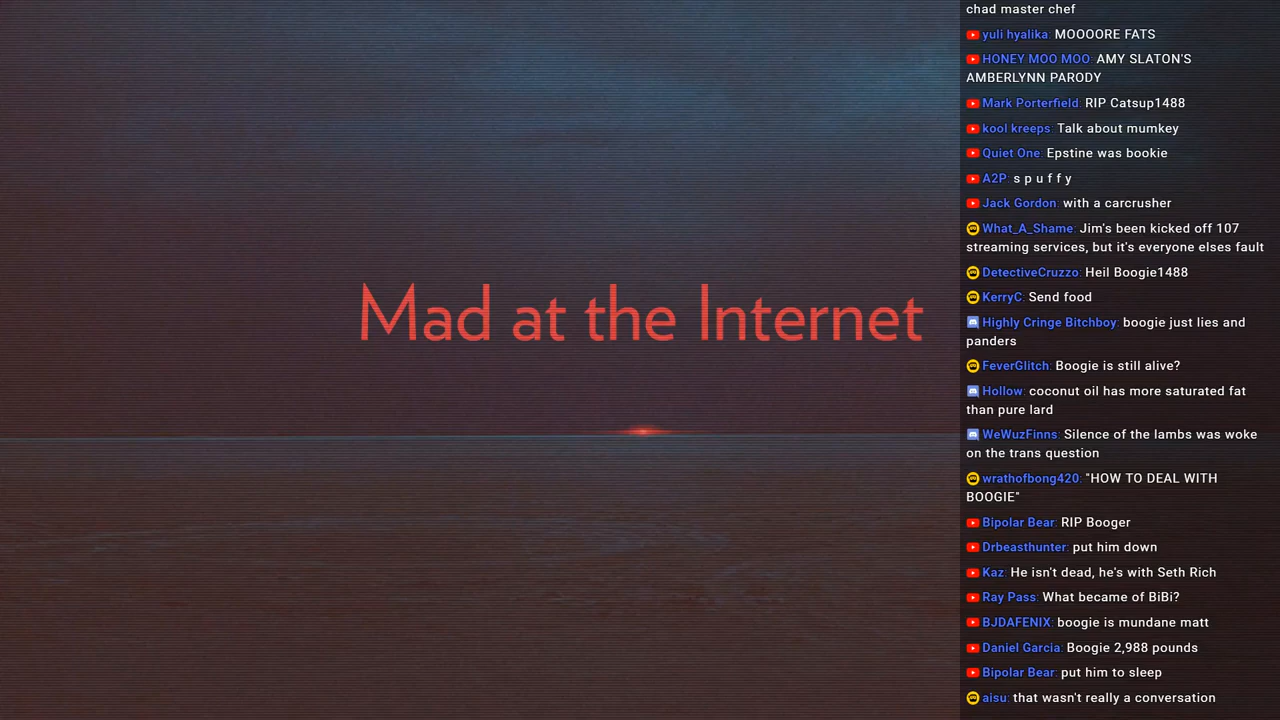 Mad at the Internet
chad master chef
yuli hyalika: MOOOORE FATS
HONEY MOO MOO: AMY SLATON'S
AMBERLYNN PARODY
Mark Porterfield: RIP Catsup1488
kool kreeps: Talk about mumkey
Quiet One: Epstine was bookie
A2P: s p u f f y
Jack Gordon: with a carcrusher
What_A_Shame: Jim's been kicked off 107
streaming services, but it's everyone elses fault
DetectiveCruzzo: Heil Boogie1488
KerryC: Send food
Highly Cringe Bitchboy: boogie just lies and
panders
FeverGlitch: Boogie is still alive?
Hollow: coconut oil has more saturated fat
than pure lard
WeWuzFinns: Silence of the lambs was woke
on the trans question
wrathofbong420: "HOW TO DEAL WITH
BOOGIE"
Bipolar Bear: RIP Booger
Drbeasthunter: put him down
Kaz: He isn't dead, he's with Seth Rich
Ray Pass: What became of BiBi?
BJDAFENIX: boogie is mundane matt
Daniel Garcia: Boogie 2,988 pounds
Bipolar Bear: put him to sleep
aisu: that wasn't really a conversation